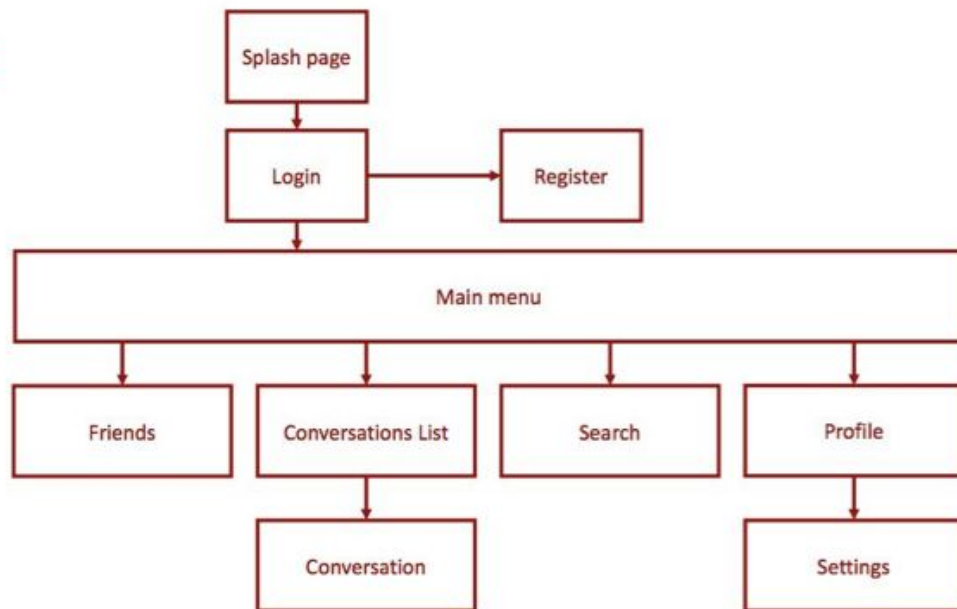 Splash page
Login
Register
Main menu
Friends
Conversations List
Search
Profile
Conversation
Settings